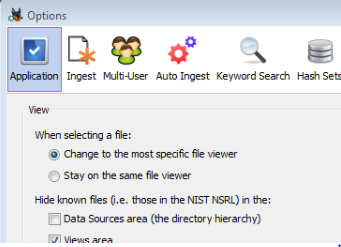 Options
Application Ingest Multi-User Auto Ingest Keyword Search Hash Sets
View
When selecting a file:
Change to the most specific file viewer
Stay on the same file viewer
Hide known files (i.e. those in the NIST NSRL) in the:
Data Sources area (the directory hierarchy)
Views area